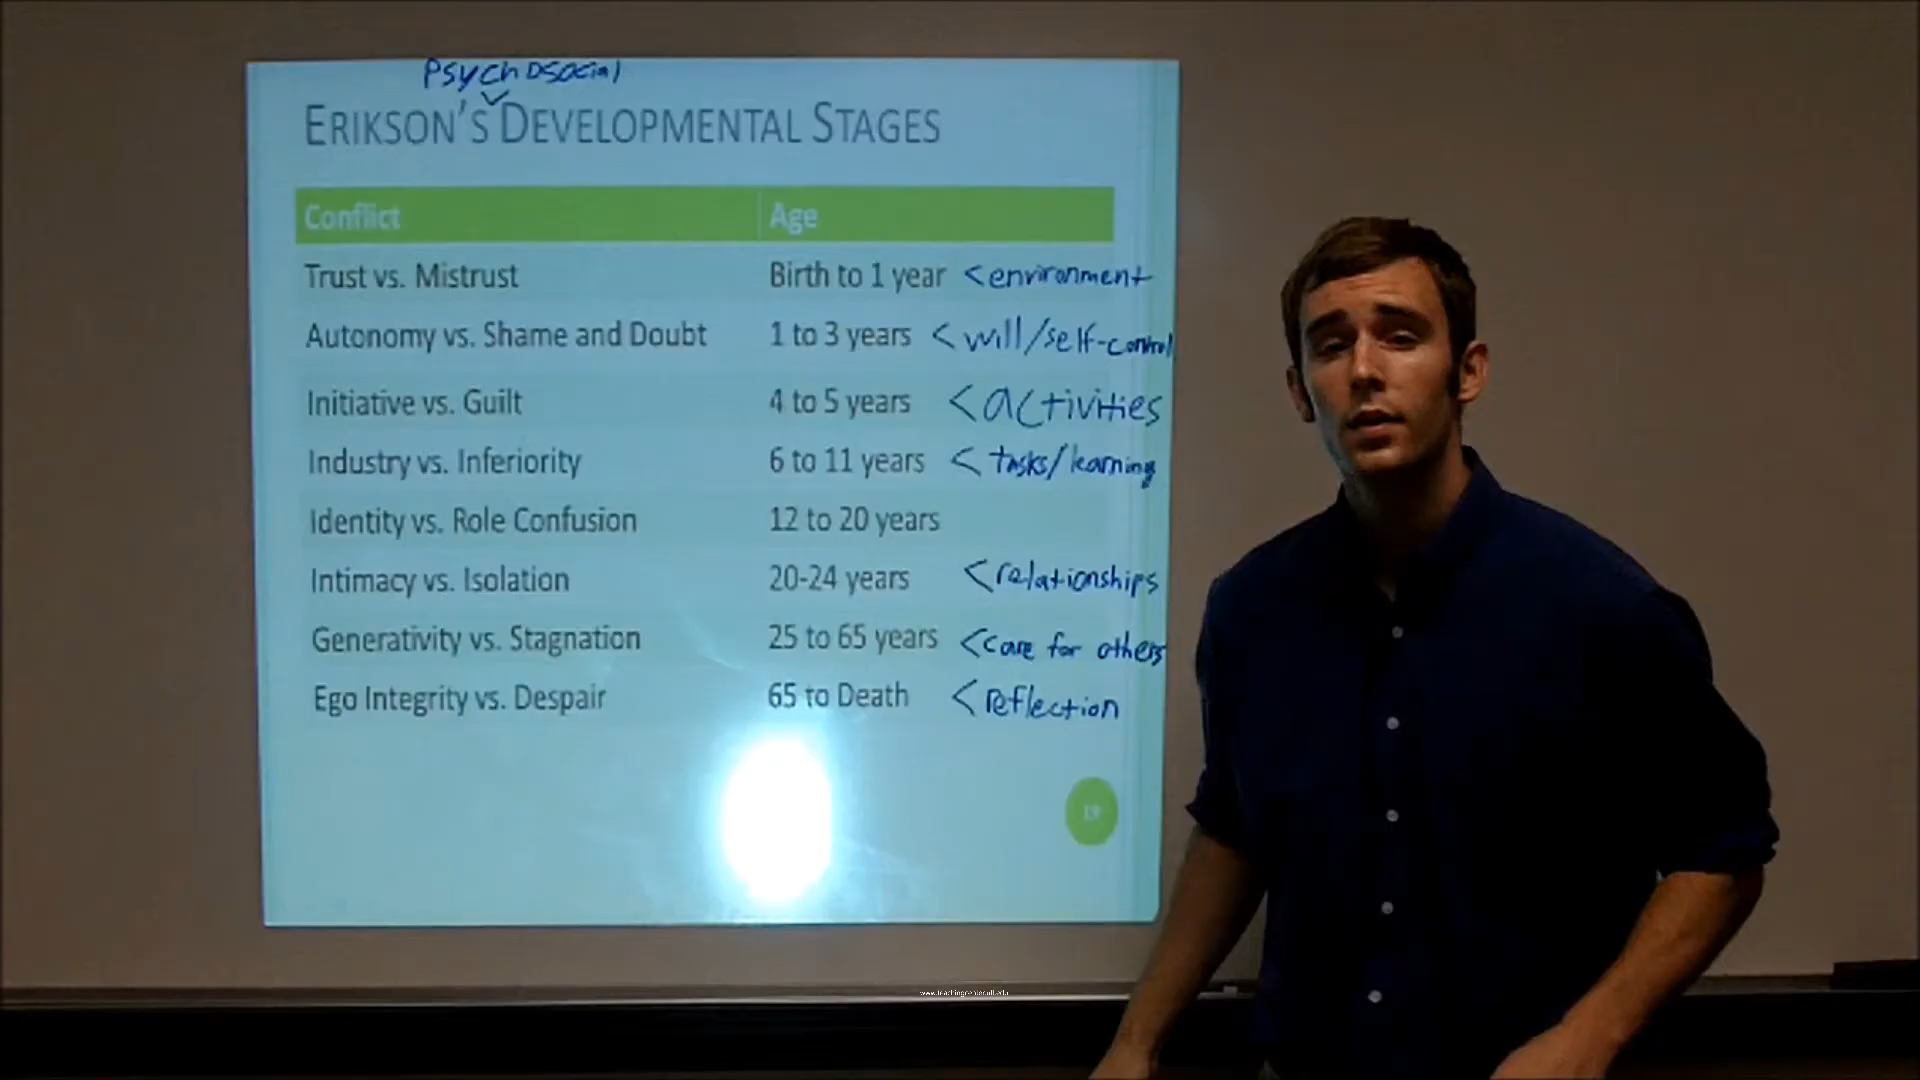 Psychosocial
ERIKSON'S DEVELOPMENTAL STAGES
Conflict Age
Trust vs. Mistrust Birth to 1 year <environment
Autonomy vs. Shame and Doubt 1 to 3 years <will/self-control
Initiative vs. Guilt 4 to 5 years <activities
Industry vs. Inferiority 6 to 11 years <tasks/learning
Identity vs. Role Confusion 12 to 20 years
Intimacy vs. Isolation 20-24 years <relationships
Generativity vs. Stagnation 25 to 65 years <care for others
Ego Integrity vs. Despair 65 to Death <reflection